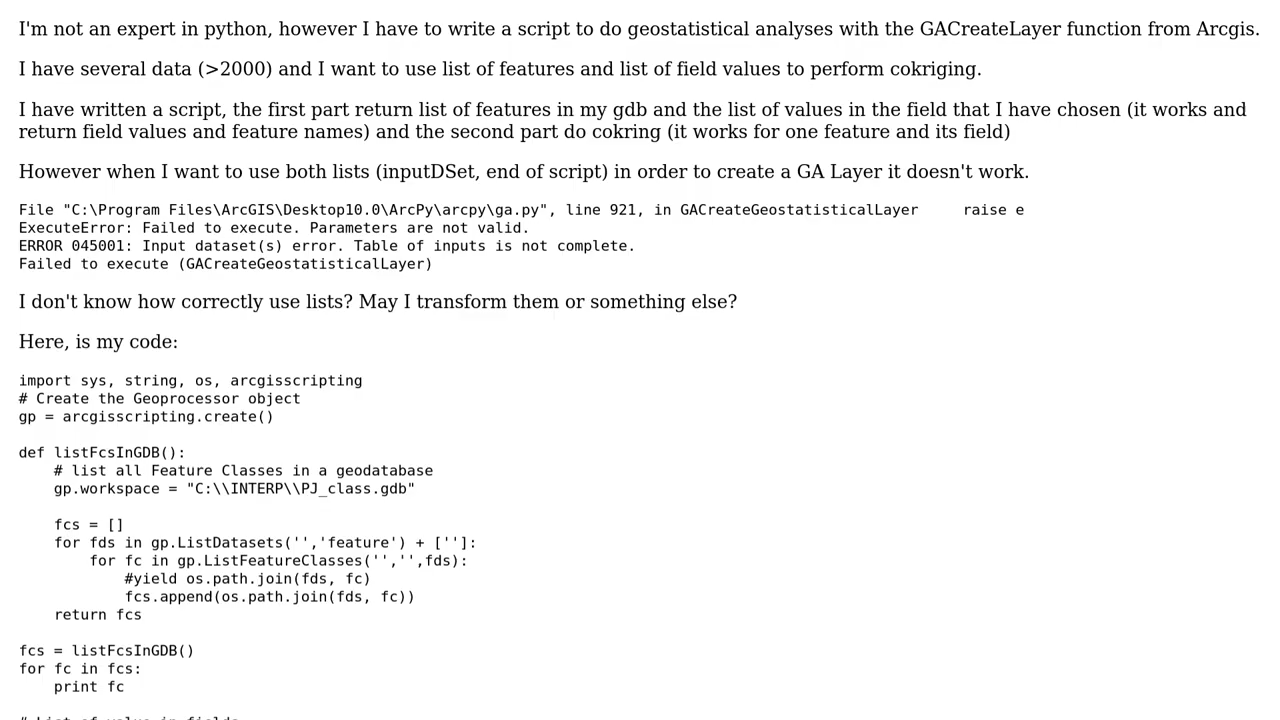 I'm not an expert in python, however I have to write a script to do geostatistical analyses with the GACreateLayer function from Arcgis.
I have several data (>2000) and I want to use list of features and list of field values to perform cokriging.
I have written a script, the first part return list of features in my gdb and the list of values in the field that I have chosen (it works and
return field values and feature names) and the second part do cokring (it works for one feature and its field)
However when I want to use both lists (inputDSet, end of script) in order to create a GA Layer it doesn't work.
File "C:\Program Files\ArcGIS\Desktop10.0\ArcPy\arcpy\ga.py", line 921, in GACreateGeostatisticalLayer     raise e
ExecuteError: Failed to execute. Parameters are not valid.
ERROR 045001: Input dataset(s) error. Table of inputs is not complete.
Failed to execute (GACreateGeostatisticalLayer)
I don't know how correctly use lists? May I transform them or something else?
Here, is my code:
import sys, string, os, arcgisscripting
# Create the Geoprocessor object
gp = arcgisscripting.create()
def listFcsInGDB():
    # list all Feature Classes in a geodatabase
    gp.workspace = "C:\\INTERP\\PJ_class.gdb"
    fcs = []
    for fds in gp.ListDatasets('','feature') + ['']:
        for fc in gp.ListFeatureClasses('','',fds):
            #yield os.path.join(fds, fc)
            fcs.append(os.path.join(fds, fc))
    return fcs
fcs = listFcsInGDB()
for fc in fcs:
    print fc